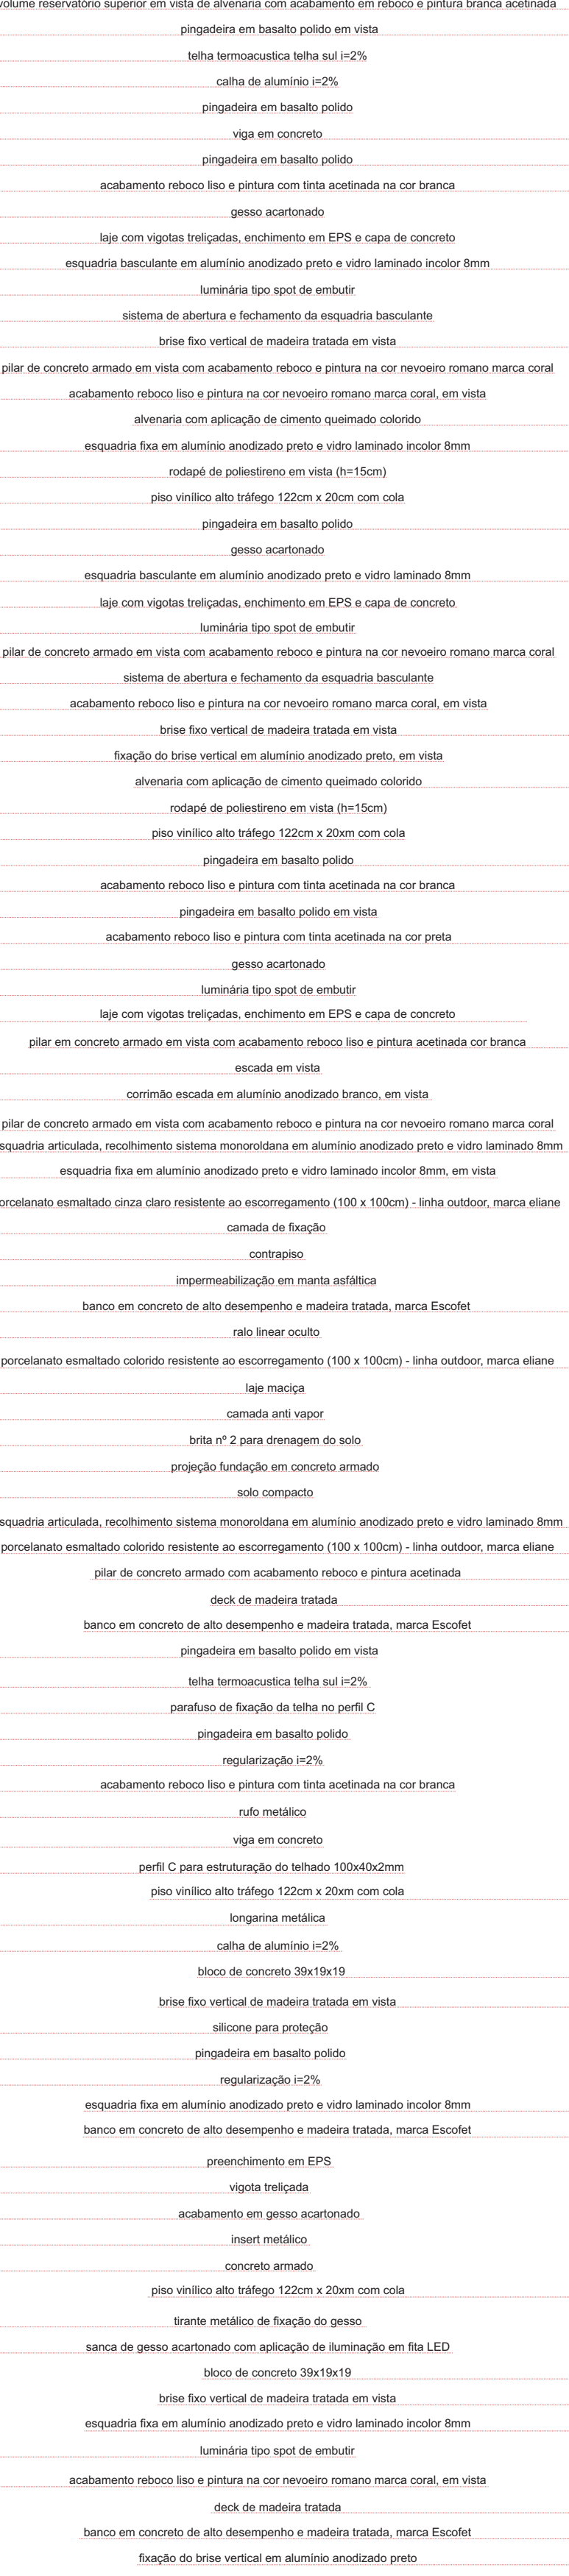 volume reservatório superior em vista de alvenaria com acabamento em reboco e pintura branca acetinada
pingadeira em basalto polido em vista
telha termoacustica telha sul i=2%
calha de alumínio i=2%
pingadeira em basalto polido
viga em concreto
pingadeira em basalto polido
acabamento reboco liso e pintura com tinta acetinada na cor branca
gesso acartonado
laje com vigotas treliçadas, enchimento em EPS e capa de concreto
esquadria basculante em alumínio anodizado preto e vidro laminado incolor 8mm
luminária tipo spot de embutir
sistema de abertura e fechamento da esquadria basculante
brise fixo vertical de madeira tratada em vista
pilar de concreto armado em vista com acabamento reboco e pintura na cor nevoeiro romano marca coral
acabamento reboco liso e pintura na cor nevoeiro romano marca coral, em vista
alvenaria com aplicação de cimento queimado colorido
esquadria fixa em alumínio anodizado preto e vidro laminado incolor 8mm
rodapé de poliestireno em vista (h=15cm)
piso vinílico alto tráfego 122cm x 20cm com cola
pingadeira em basalto polido
gesso acartonado
esquadria basculante em alumínio anodizado preto e vidro laminado 8mm
laje com vigotas treliçadas, enchimento em EPS e capa de concreto
luminária tipo spot de embutir
pilar de concreto armado em vista com acabamento reboco e pintura na cor nevoeiro romano marca coral
sistema de abertura e fechamento da esquadria basculante
acabamento reboco liso e pintura na cor nevoeiro romano marca coral, em vista
brise fixo vertical de madeira tratada em vista
fixação do brise vertical em alumínio anodizado preto, em vista
alvenaria com aplicação de cimento queimado colorido
rodapé de poliestireno em vista (h=15cm)
piso vinílico alto tráfego 122cm x 20xm com cola
pingadeira em basalto polido
acabamento reboco liso e pintura com tinta acetinada na cor branca
pingadeira em basalto polido em vista
acabamento reboco liso e pintura com tinta acetinada na cor preta
gesso acartonado
luminária tipo spot de embutir
laje com vigotas treliçadas, enchimento em EPS e capa de concreto
pilar em concreto armado em vista com acabamento reboco liso e pintura acetinada cor branca
escada em vista
corrimão escada em alumínio anodizado branco, em vista
pilar de concreto armado em vista com acabamento reboco e pintura na cor nevoeiro romano marca coral
squadria articulada, recolhimento sistema monoroldana em alumínio anodizado preto e vidro laminado 8mm
esquadria fixa em alumínio anodizado preto e vidro laminado incolor 8mm, em vista
orcelanato esmaltado cinza claro resistente ao escorregamento (100 x 100cm) - linha outdoor, marca eliane
camada de fixação
contrapiso
impermeabilização em manta asfáltica
banco em concreto de alto desempenho e madeira tratada, marca Escofet
ralo linear oculto
porcelanato esmaltado colorido resistente ao escorregamento (100 x 100cm) - linha outdoor, marca eliane
laje maciça
camada anti vapor
brita nº 2 para drenagem do solo
projeção fundação em concreto armado
solo compacto
squadria articulada, recolhimento sistema monoroldana em alumínio anodizado preto e vidro laminado 8mm
porcelanato esmaltado colorido resistente ao escorregamento (100 x 100cm) - linha outdoor, marca eliane
pilar de concreto armado com acabamento reboco e pintura acetinada
deck de madeira tratada
banco em concreto de alto desempenho e madeira tratada, marca Escofet
pingadeira em basalto polido em vista
telha termoacustica telha sul i=2%
parafuso de fixação da telha no perfil C
pingadeira em basalto polido
regularização i=2%
acabamento reboco liso e pintura com tinta acetinada na cor branca
rufo metálico
viga em concreto
perfil C para estruturação do telhado 100x40x2mm
piso vinílico alto tráfego 122cm x 20xm com cola
longarina metálica
calha de alumínio i=2%
bloco de concreto 39x19x19
brise fixo vertical de madeira tratada em vista
silicone para proteção
pingadeira em basalto polido
regularização i=2%
esquadria fixa em alumínio anodizado preto e vidro laminado incolor 8mm
banco em concreto de alto desempenho e madeira tratada, marca Escofet
preenchimento em EPS
vigota treliçada
acabamento em gesso acartonado
insert metálico
concreto armado
piso vinílico alto tráfego 122cm x 20xm com cola
tirante metálico de fixação do gesso
sanca de gesso acartonado com aplicação de iluminação em fita LED
bloco de concreto 39x19x19
brise fixo vertical de madeira tratada em vista
esquadria fixa em alumínio anodizado preto e vidro laminado incolor 8mm
luminária tipo spot de embutir
acabamento reboco liso e pintura na cor nevoeiro romano marca coral, em vista
deck de madeira tratada
banco em concreto de alto desempenho e madeira tratada, marca Escofet
fixação do brise vertical em alumínio anodizado preto